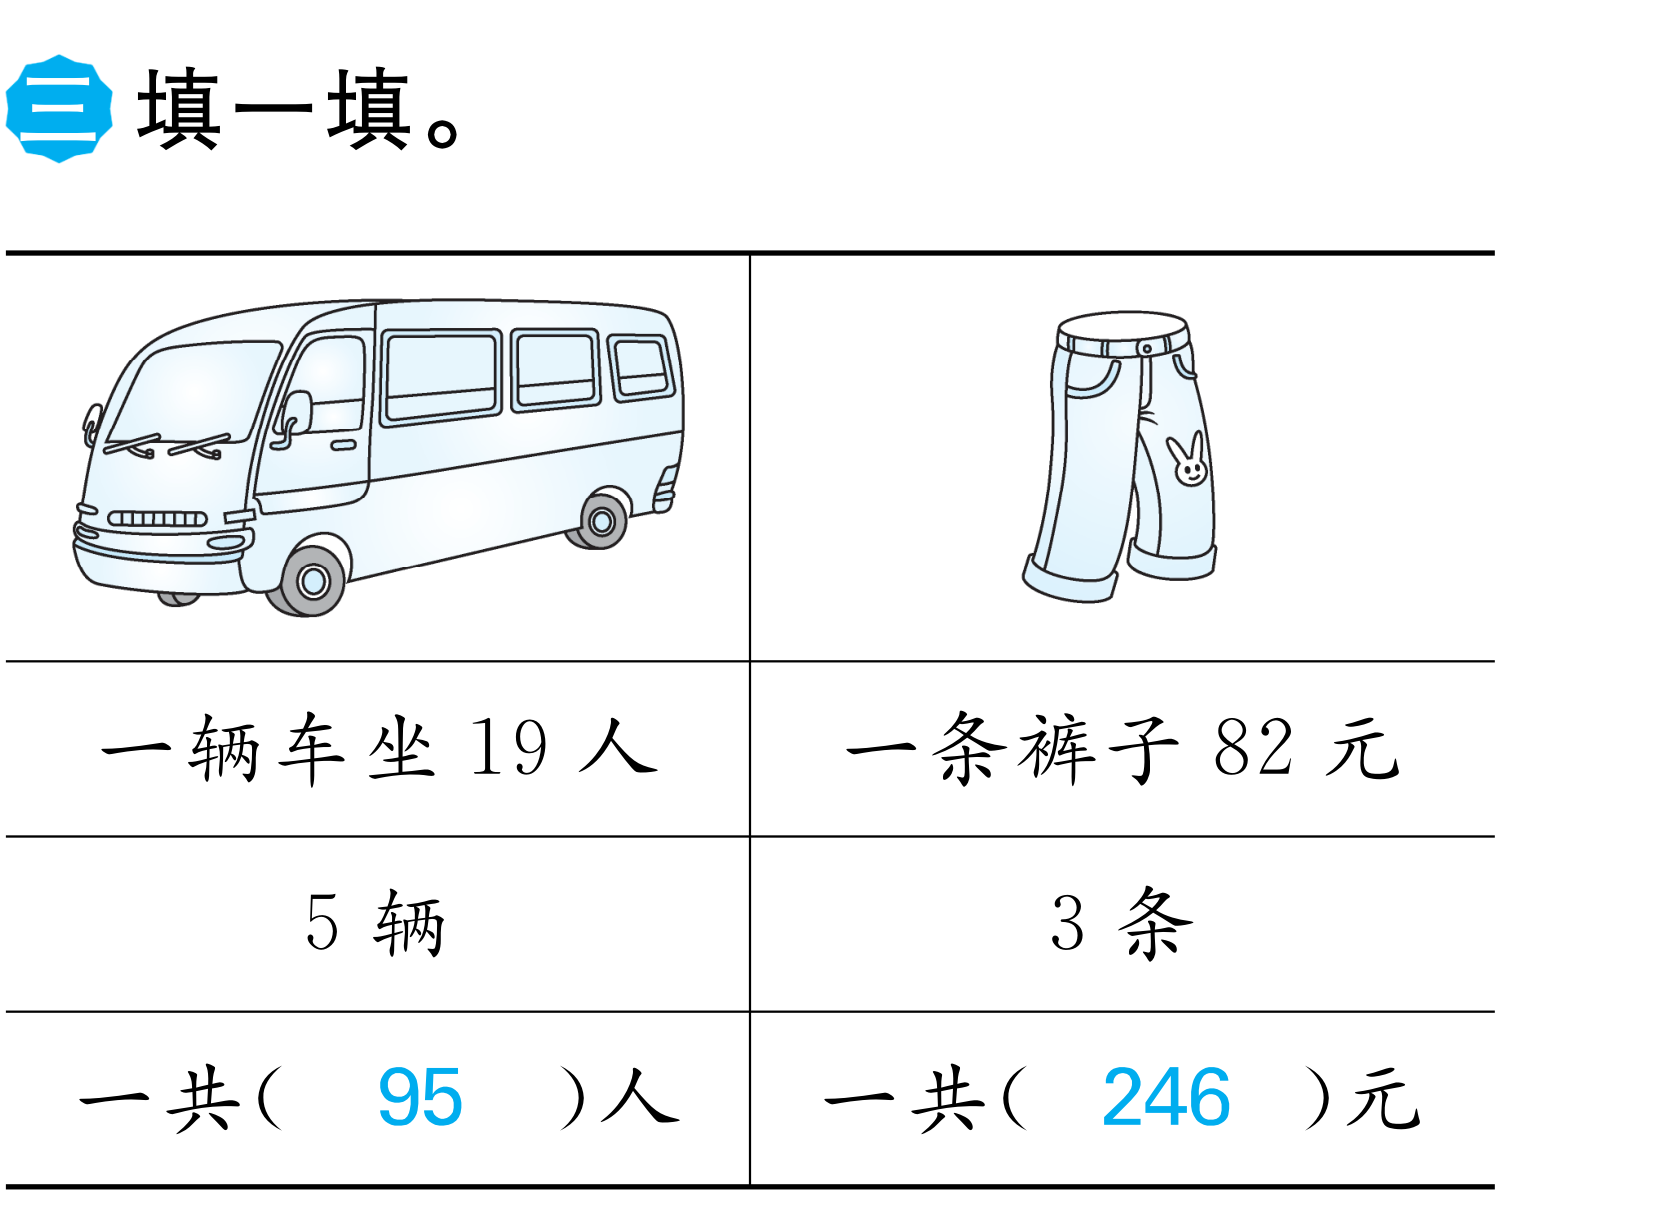 三 填一填。
一辆车坐 19 人 一条裤子 82 元
5 辆 3 条
一共( 95 )人 一共( 246 )元